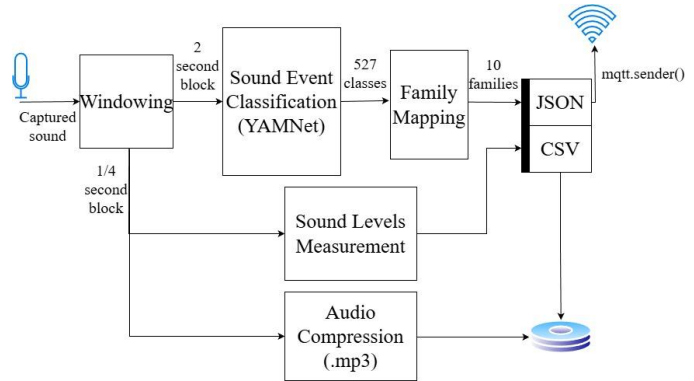 2
second
block
527
classes
10
families
mqtt.sender()
Captured
sound
Windowing
Sound Event
Classification
(YAMNet)
Family
Mapping
JSON
CSV
1/4
second
block
Sound Levels
Measurement
Audio
Compression
(.mp3)